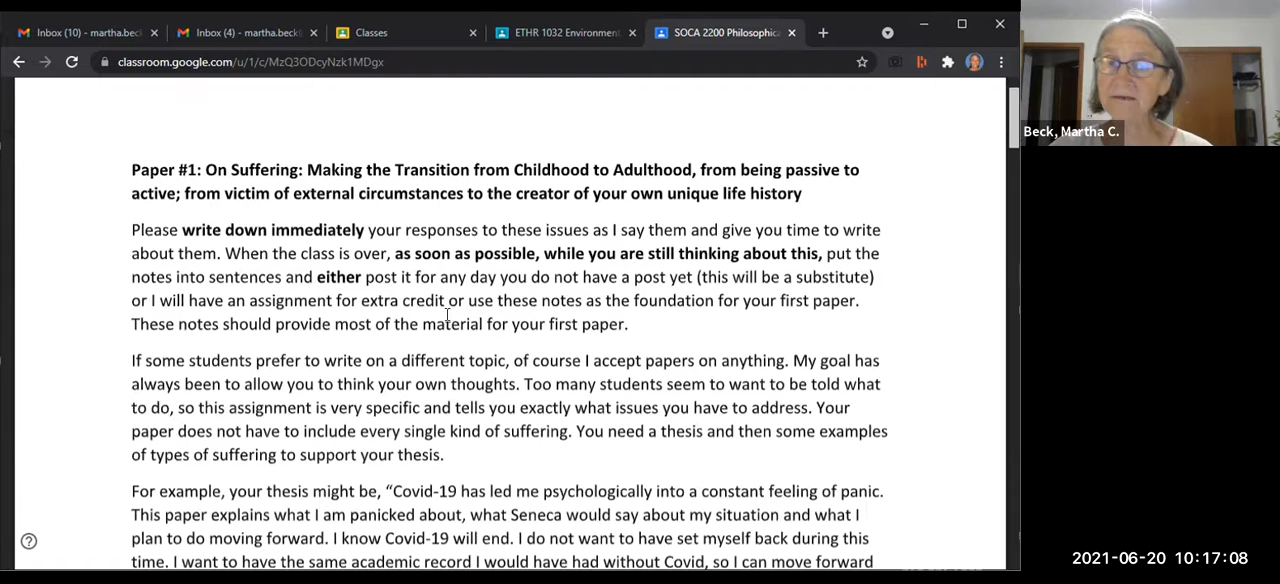 Inbox (10) - martha.bec
Inbox (4) - martha.beck
Classes
ETHR 1032 Environmen
SOCA 2200 Philosophic
classroom.google.com/u/1/c/MzQ3ODcyNzk1MDgx
Paper #1: On Suffering: Making the Transition from Childhood to Adulthood, from being passive to
active; from victim of external circumstances to the creator of your own unique life history
Please write down immediately your responses to these issues as I say them and give you time to write
about them. When the class is over, as soon as possible, while you are still thinking about this, put the
notes into sentences and either post it for any day you do not have a post yet (this will be a substitute)
or I will have an assignment for extra credit or use these notes as the foundation for your first paper.
These notes should provide most of the material for your first paper.
If some students prefer to write on a different topic, of course I accept papers on anything. My goal has
always been to allow you to think your own thoughts. Too many students seem to want to be told what
to do, so this assignment is very specific and tells you exactly what issues you have to address. Your
paper does not have to include every single kind of suffering. You need a thesis and then some examples
of types of suffering to support your thesis.
For example, your thesis might be, “Covid-19 has led me psychologically into a constant feeling of panic.
This paper explains what I am panicked about, what Seneca would say about my situation and what I
plan to do moving forward. I know Covid-19 will end. I do not want to have set myself back during this
time. I want to have the same academic record I would have had without Covid, so I can move forward
Beck, Martha C.
2021-06-20 10:17:08